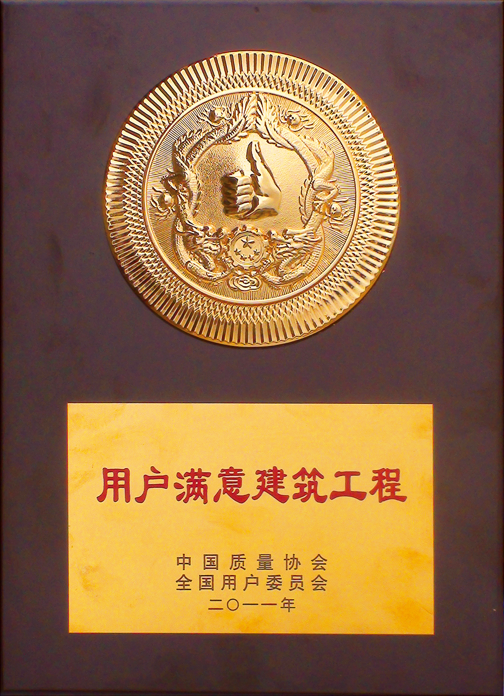 用户满意建筑工程
中国质量协会
全国用户委员会
二〇一一年